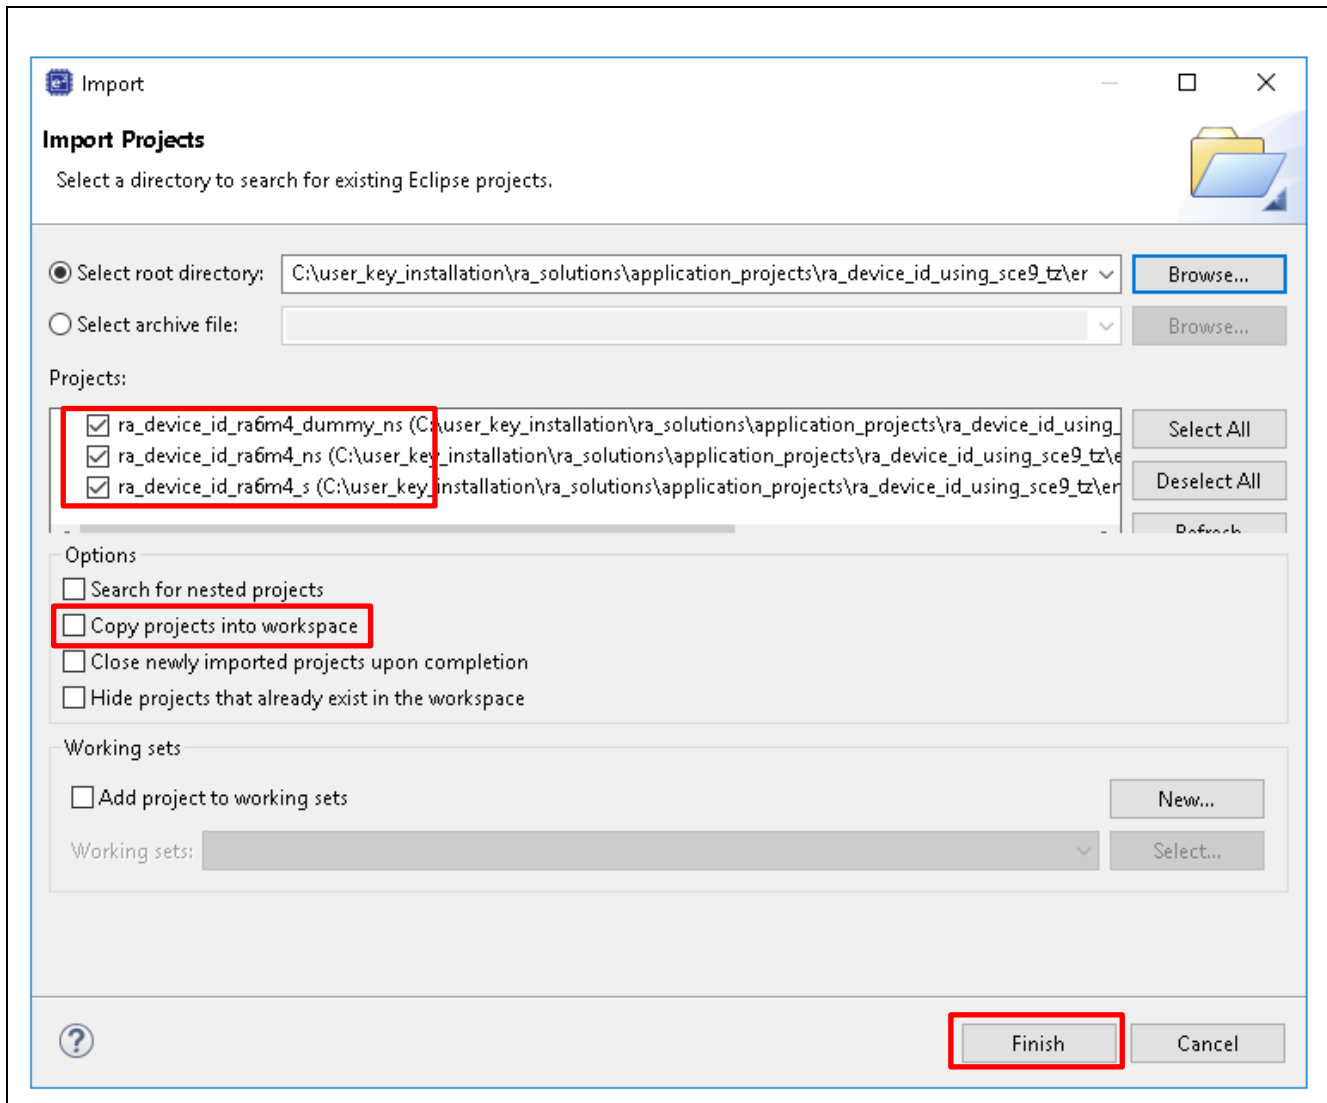 Import
Import Projects
Select a directory to search for existing Eclipse projects.
Select root directory: C:\user_key_installation\ra_solutions\application_projects\ra_device_id_using_sce9_tz\er Browse...
Select archive file: Browse...
Projects:
ra_device_id_ra6m4_dummy_ns (C:\user_key_installation\ra_solutions\application_projects\ra_device_id_using_ Select All
ra_device_id_ra6m4_ns (C:\user_key_installation\ra_solutions\application_projects\ra_device_id_using_sce9_tz\e
ra_device_id_ra6m4_s (C:\user_key_installation\ra_solutions\application_projects\ra_device_id_using_sce9_tz\er Deselect All
Refresh
Options
Search for nested projects
Copy projects into workspace
Close newly imported projects upon completion
Hide projects that already exist in the workspace
Working sets
Add project to working sets New...
Working sets: Select...
? Finish Cancel